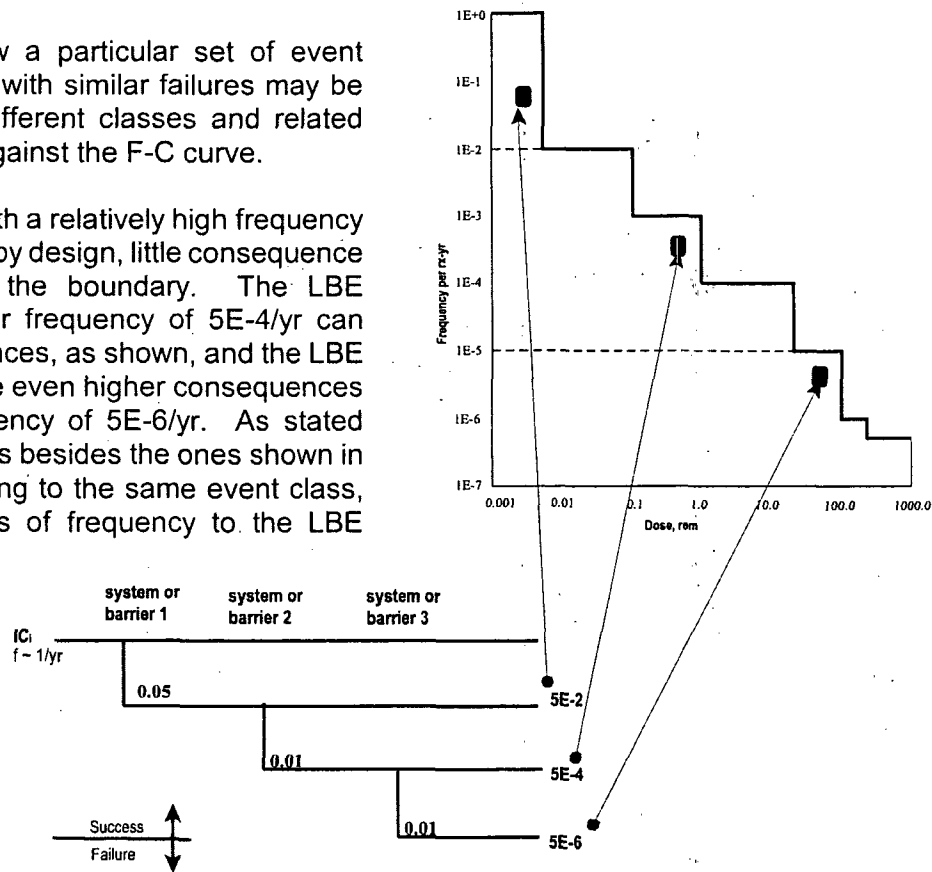 w a particular set of event
with similar failures may be
fferent classes and related
gainst the F-C curve.
th a relatively high frequency
by design, little consequence
the boundary. The LBE
r frequency of 5E-4/yr can
nces, as shown, and the LBE
e even higher consequences
ency of 5E-6/yr. As stated
s besides the ones shown in
ng to the same event class,
s of frequency to the LBE
1E+0
1E-1
1E-2
1E-3
1E-4
1E-5
1E-6
1E-7
Frequency per rx-yr
0.001 0.01 0.1 1.0 10.0 100.0 1000.0
Dose, rem
system or barrier 1
system or barrier 2
system or barrier 3
ICi
f ~ 1/yr
0.05
5E-2
0.01
5E-4
0.01
5E-6
Success
Failure